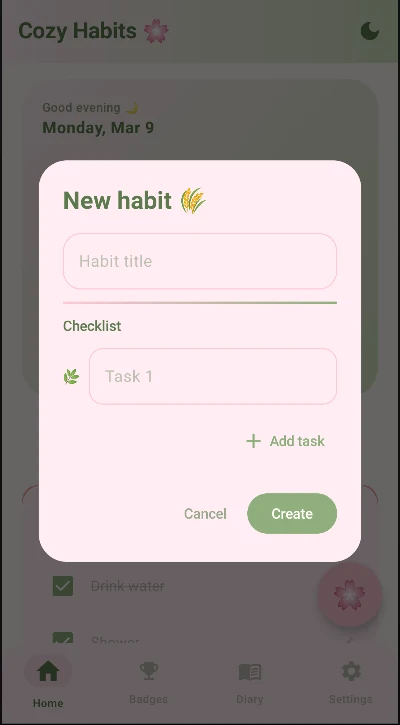 Cozy Habits 🌸
Good evening 🌙
Monday, Mar 9
New habit 🌾
Habit title
Checklist
🌿 Task 1
+ Add task
Cancel Create
Drink water
Shower
Home Badges Diary Settings